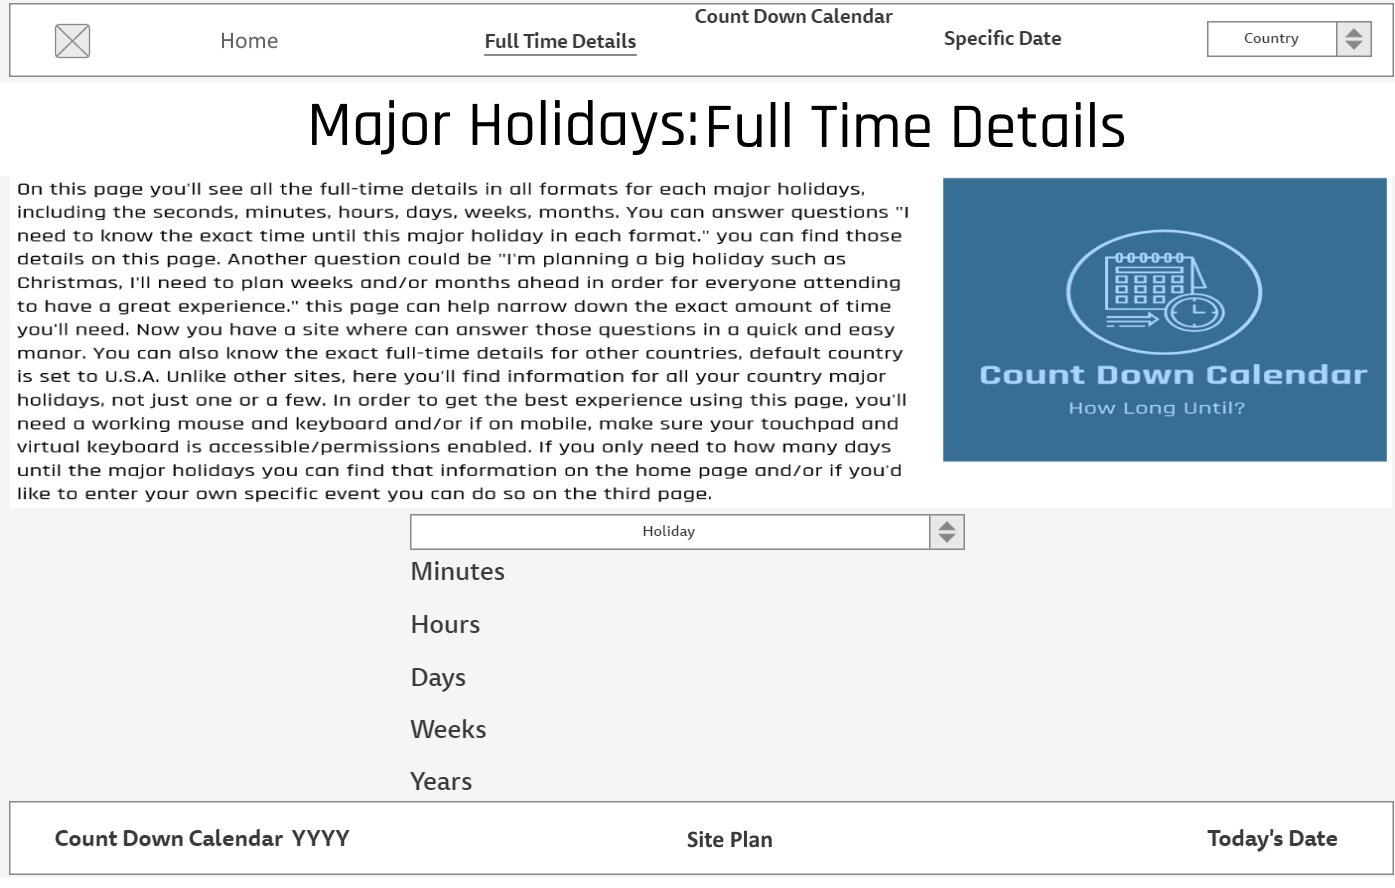 Count Down Calendar
Home
Full Time Details
Specific Date
Country
Major Holidays:Full Time Details
On this page you'll see all the full-time details in all formats for each major holidays,
including the seconds, minutes, hours, days, weeks, months. You can answer questions "I
need to know the exact time until this major holiday in each format." you can find those
details on this page. Another question could be "I'm planning a big holiday such as
Christmas, I'll need to plan weeks and/or months ahead in order for everyone attending
to have a great experience." this page can help narrow down the exact amount of time
you'll need. Now you have a site where can answer those questions in a quick and easy
manor. You can also know the exact full-time details for other countries, default country
is set to U.S.A. Unlike other sites, here you'll find information for all your country major
holidays, not just one or a few. In order to get the best experience using this page, you'll
need a working mouse and keyboard and/or if on mobile, make sure your touchpad and
virtual keyboard is accessible/permissions enabled. If you only need to how many days
until the major holidays you can find that information on the home page and/or if you'd
like to enter your own specific event you can do so on the third page.
Count Down Calendar
How Long Until?
Holiday
Minutes
Hours
Days
Weeks
Years
Count Down Calendar YYYY
Site Plan
Today's Date